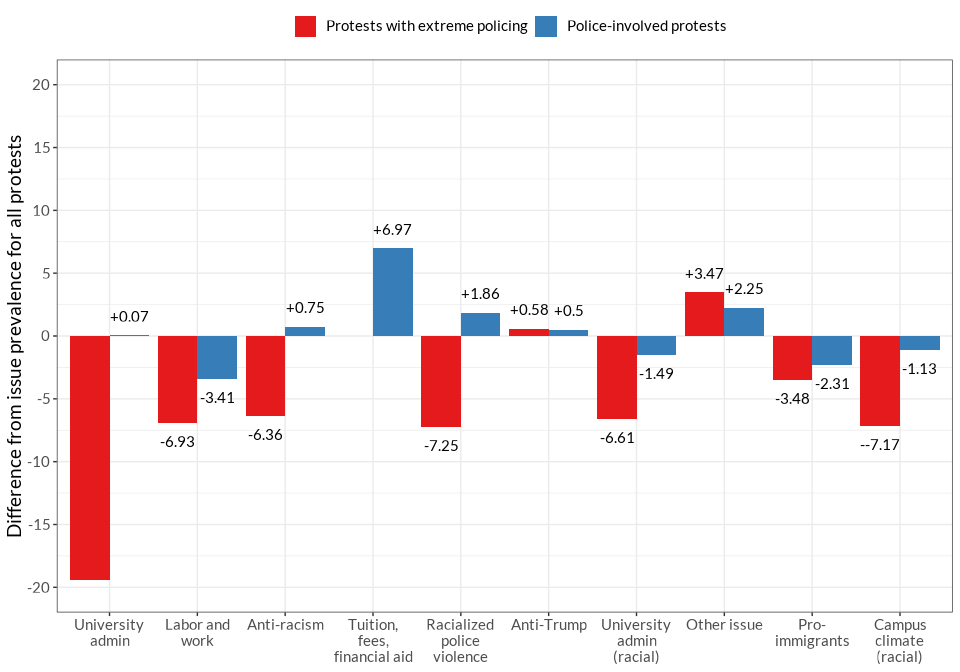 Protests with extreme policing
Police-involved protests
Difference from issue prevalence for all protests
20
15
10
5
0
-5
-10
-15
-20
+0.07
-6.93
-3.41
-6.36
+0.75
+6.97
-7.25
+1.86
+0.58
+0.5
-6.61
-1.49
+3.47
+2.25
-3.48
-2.31
--7.17
-1.13
University
admin
Labor and
work
Anti-racism
Tuition,
fees,
financial aid
Racialized
police
violence
Anti-Trump
University
admin
(racial)
Other issue
Pro-
immigrants
Campus
climate
(racial)